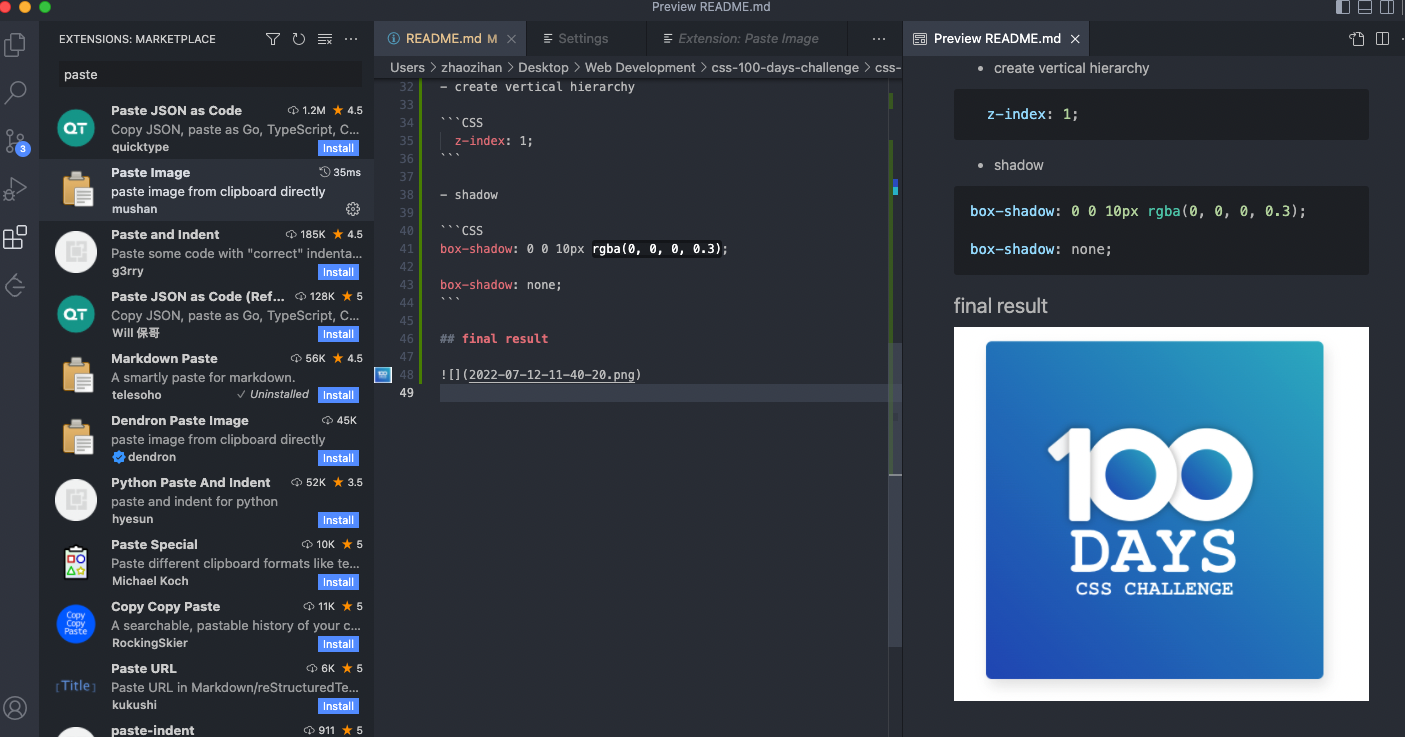 Preview README.md
EXTENSIONS: MARKETPLACE
paste
Paste JSON as Code 1.2M 4.5
Copy JSON, paste as Go, TypeScript, C...
quicktype Install
Paste Image 35ms
paste image from clipboard directly
mushan
Paste and Indent 185K 4.5
Paste some code with "correct" indenta...
g3rry Install
Paste JSON as Code (Ref... 128K 5
Copy JSON, paste as Go, TypeScript, C...
Will 保哥 Install
Markdown Paste 56K 4.5
A smartly paste for markdown.
telesoho Uninstalled Install
Dendron Paste Image 45K
paste image from clipboard directly
dendron Install
Python Paste And Indent 52K 3.5
paste and indent for python
hyesun Install
Paste Special 10K 5
Paste different clipboard formats like te...
Michael Koch Install
Copy Copy Paste 11K 5
A searchable, pastable history of your c...
RockingSkier Install
Paste URL 6K 5
Paste URL in Markdown/reStructuredTe...
kukushi Install
paste-indent 911 5
QT
QT
Copy
Copy
Paste
[Title]
3
README.md M
Settings
Extension: Paste Image
Users > zhaozihan > Desktop > Web Development > css-100-days-challenge > css-
32 - create vertical hierarchy
33
34 ```CSS
35 z-index: 1;
36 ```
37
38 - shadow
39
40 ```CSS
41 box-shadow: 0 0 10px rgba(0, 0, 0, 0.3);
42
43 box-shadow: none;
44 ```
45
46 ## final result
47
48 ![](2022-07-12-11-40-20.png)
49
Preview README.md
• create vertical hierarchy
z-index: 1;
• shadow
box-shadow: 0 0 10px rgba(0, 0, 0, 0.3);
box-shadow: none;
final result
100
DAYS
CSS CHALLENGE